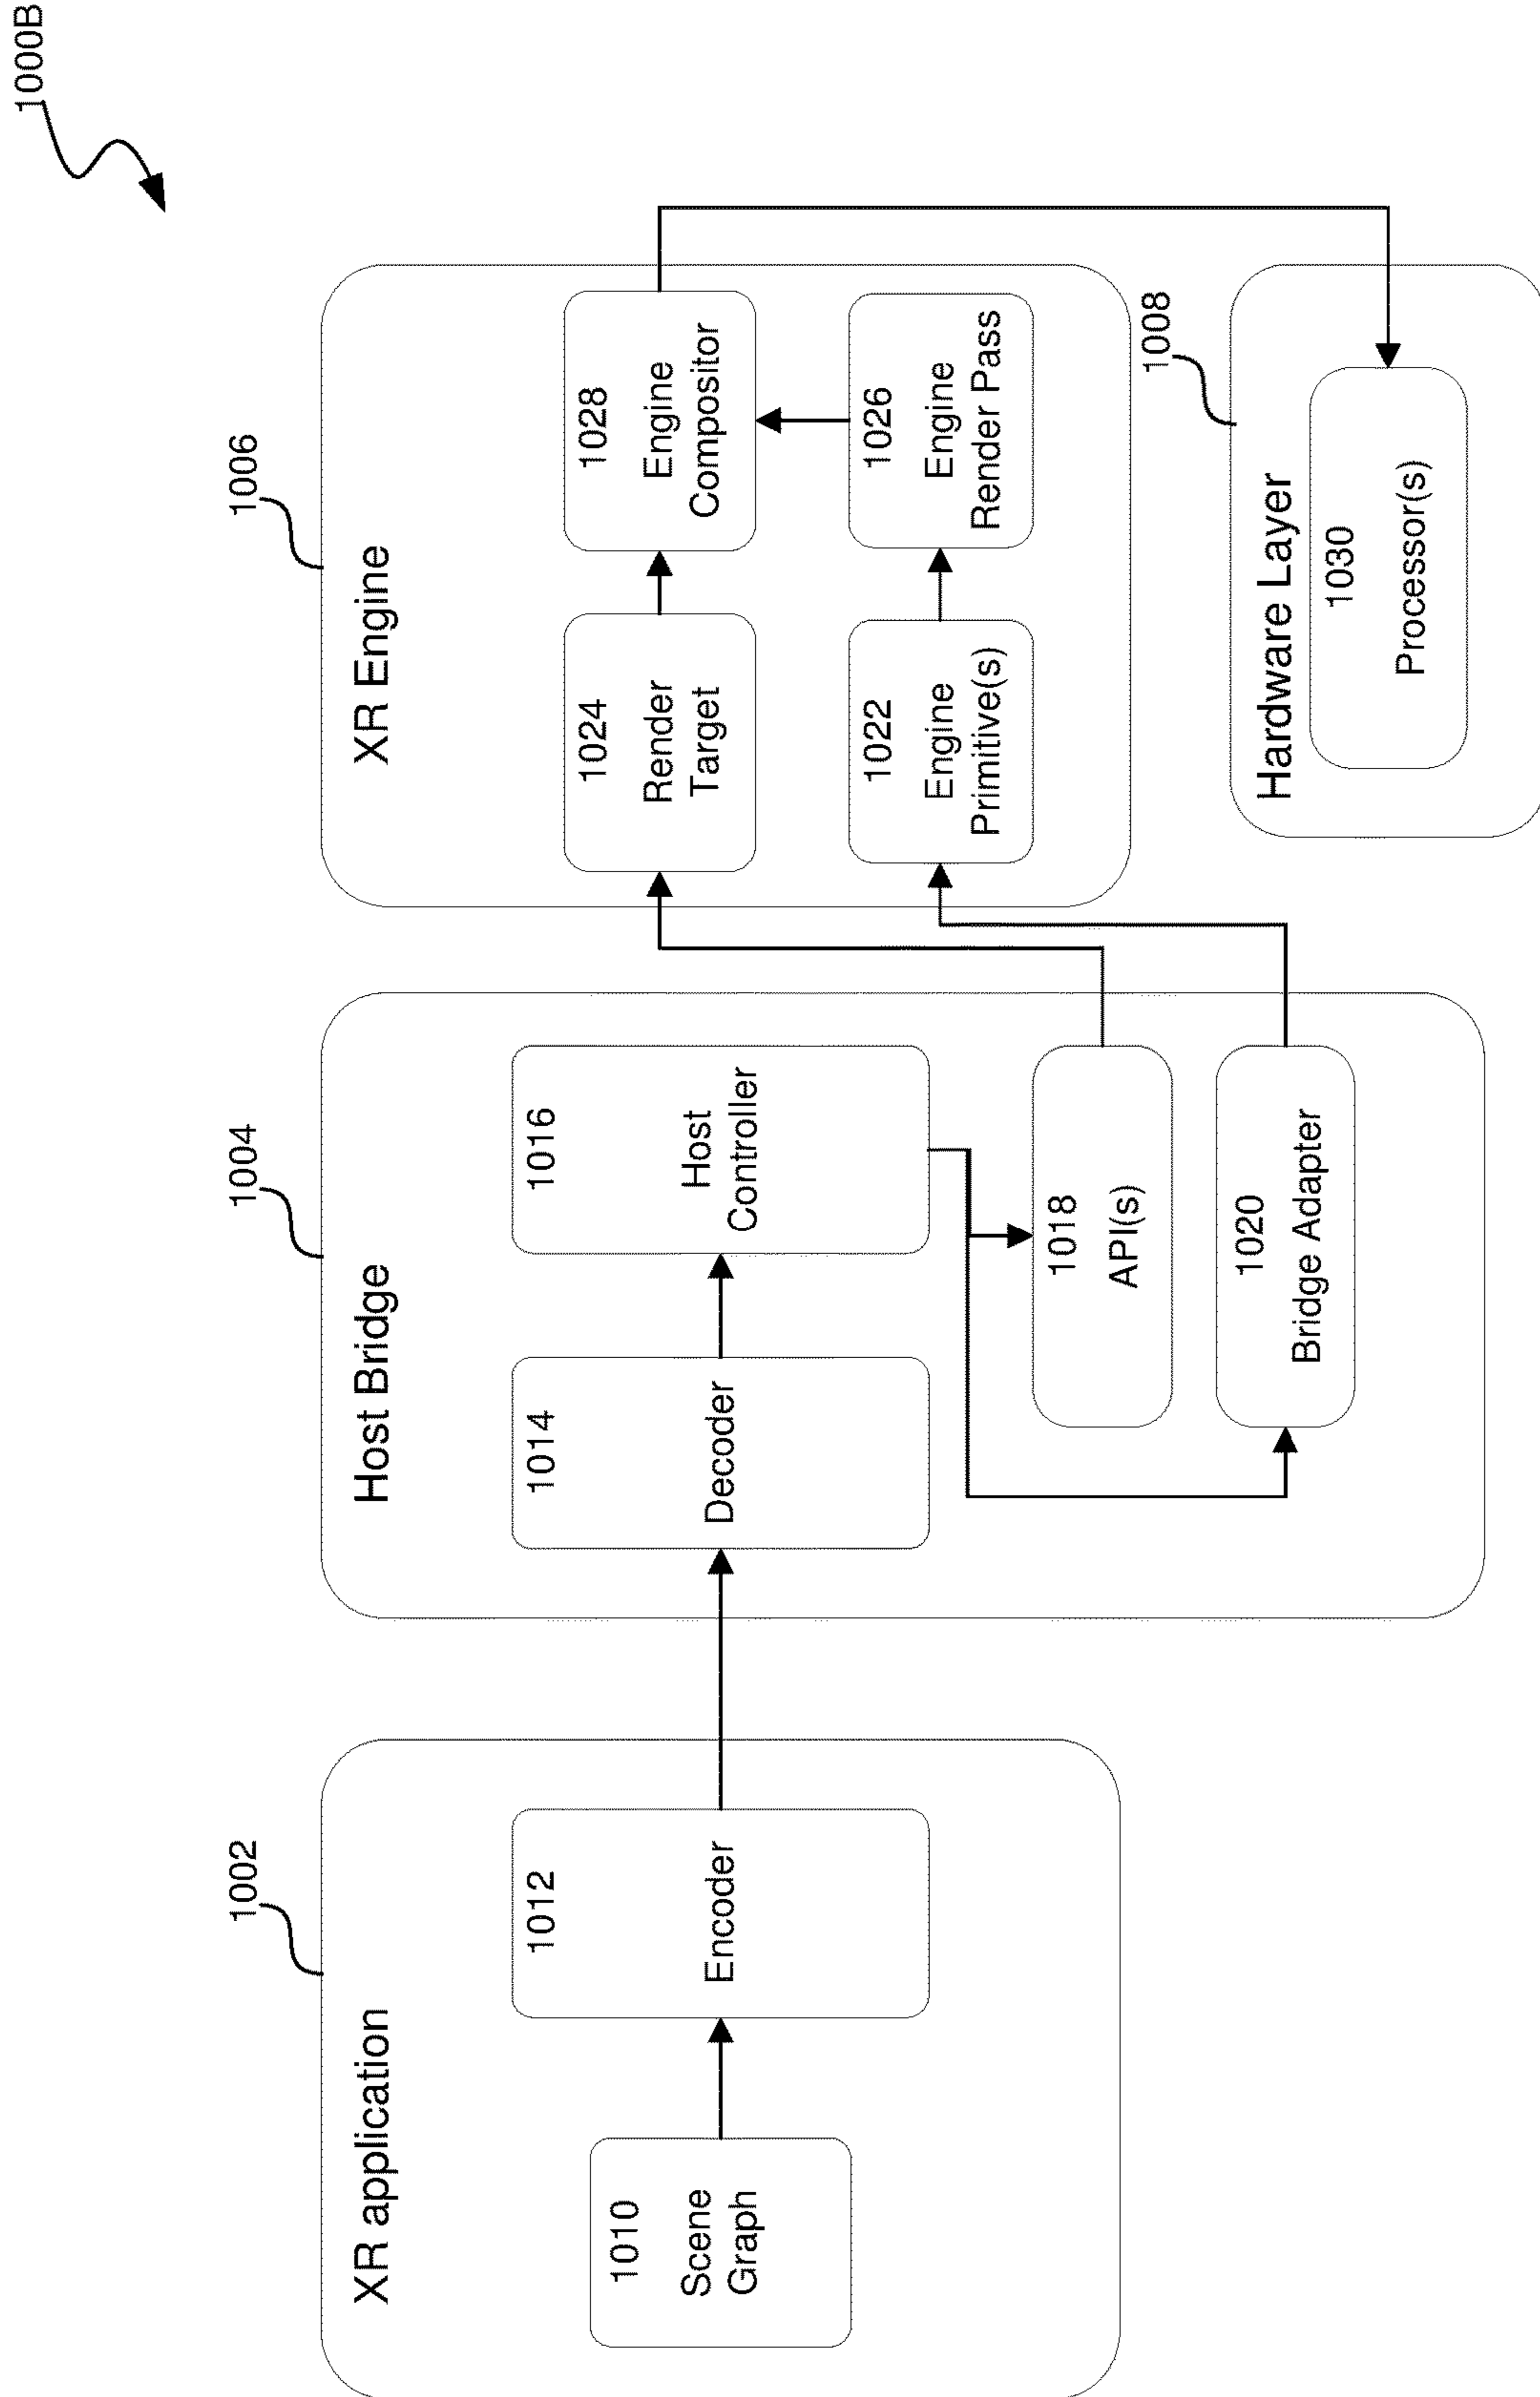 1000B
1002
XR application
1010
Scene
Graph
1012
Encoder
1004
Host Bridge
1014
Decoder
1016
Host
Controller
1018
API(s)
1020
Bridge Adapter
1006
XR Engine
1024
Render
Target
1028
Engine
Compositor
1022
Engine
Primitive(s)
1026
Engine
Render Pass
1008
Hardware Layer
1030
Processor(s)